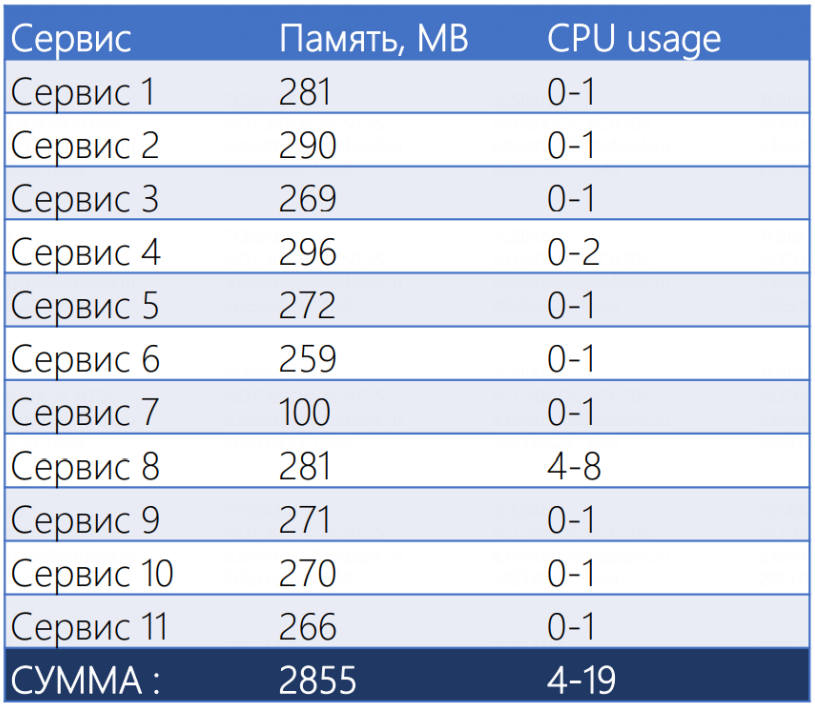 Сервис Память, MB CPU usage
Сервис 1 281 0-1
Сервис 2 290 0-1
Сервис 3 269 0-1
Сервис 4 296 0-2
Сервис 5 272 0-1
Сервис 6 259 0-1
Сервис 7 100 0-1
Сервис 8 281 4-8
Сервис 9 271 0-1
Сервис 10 270 0-1
Сервис 11 266 0-1
СУММА : 2855 4-19